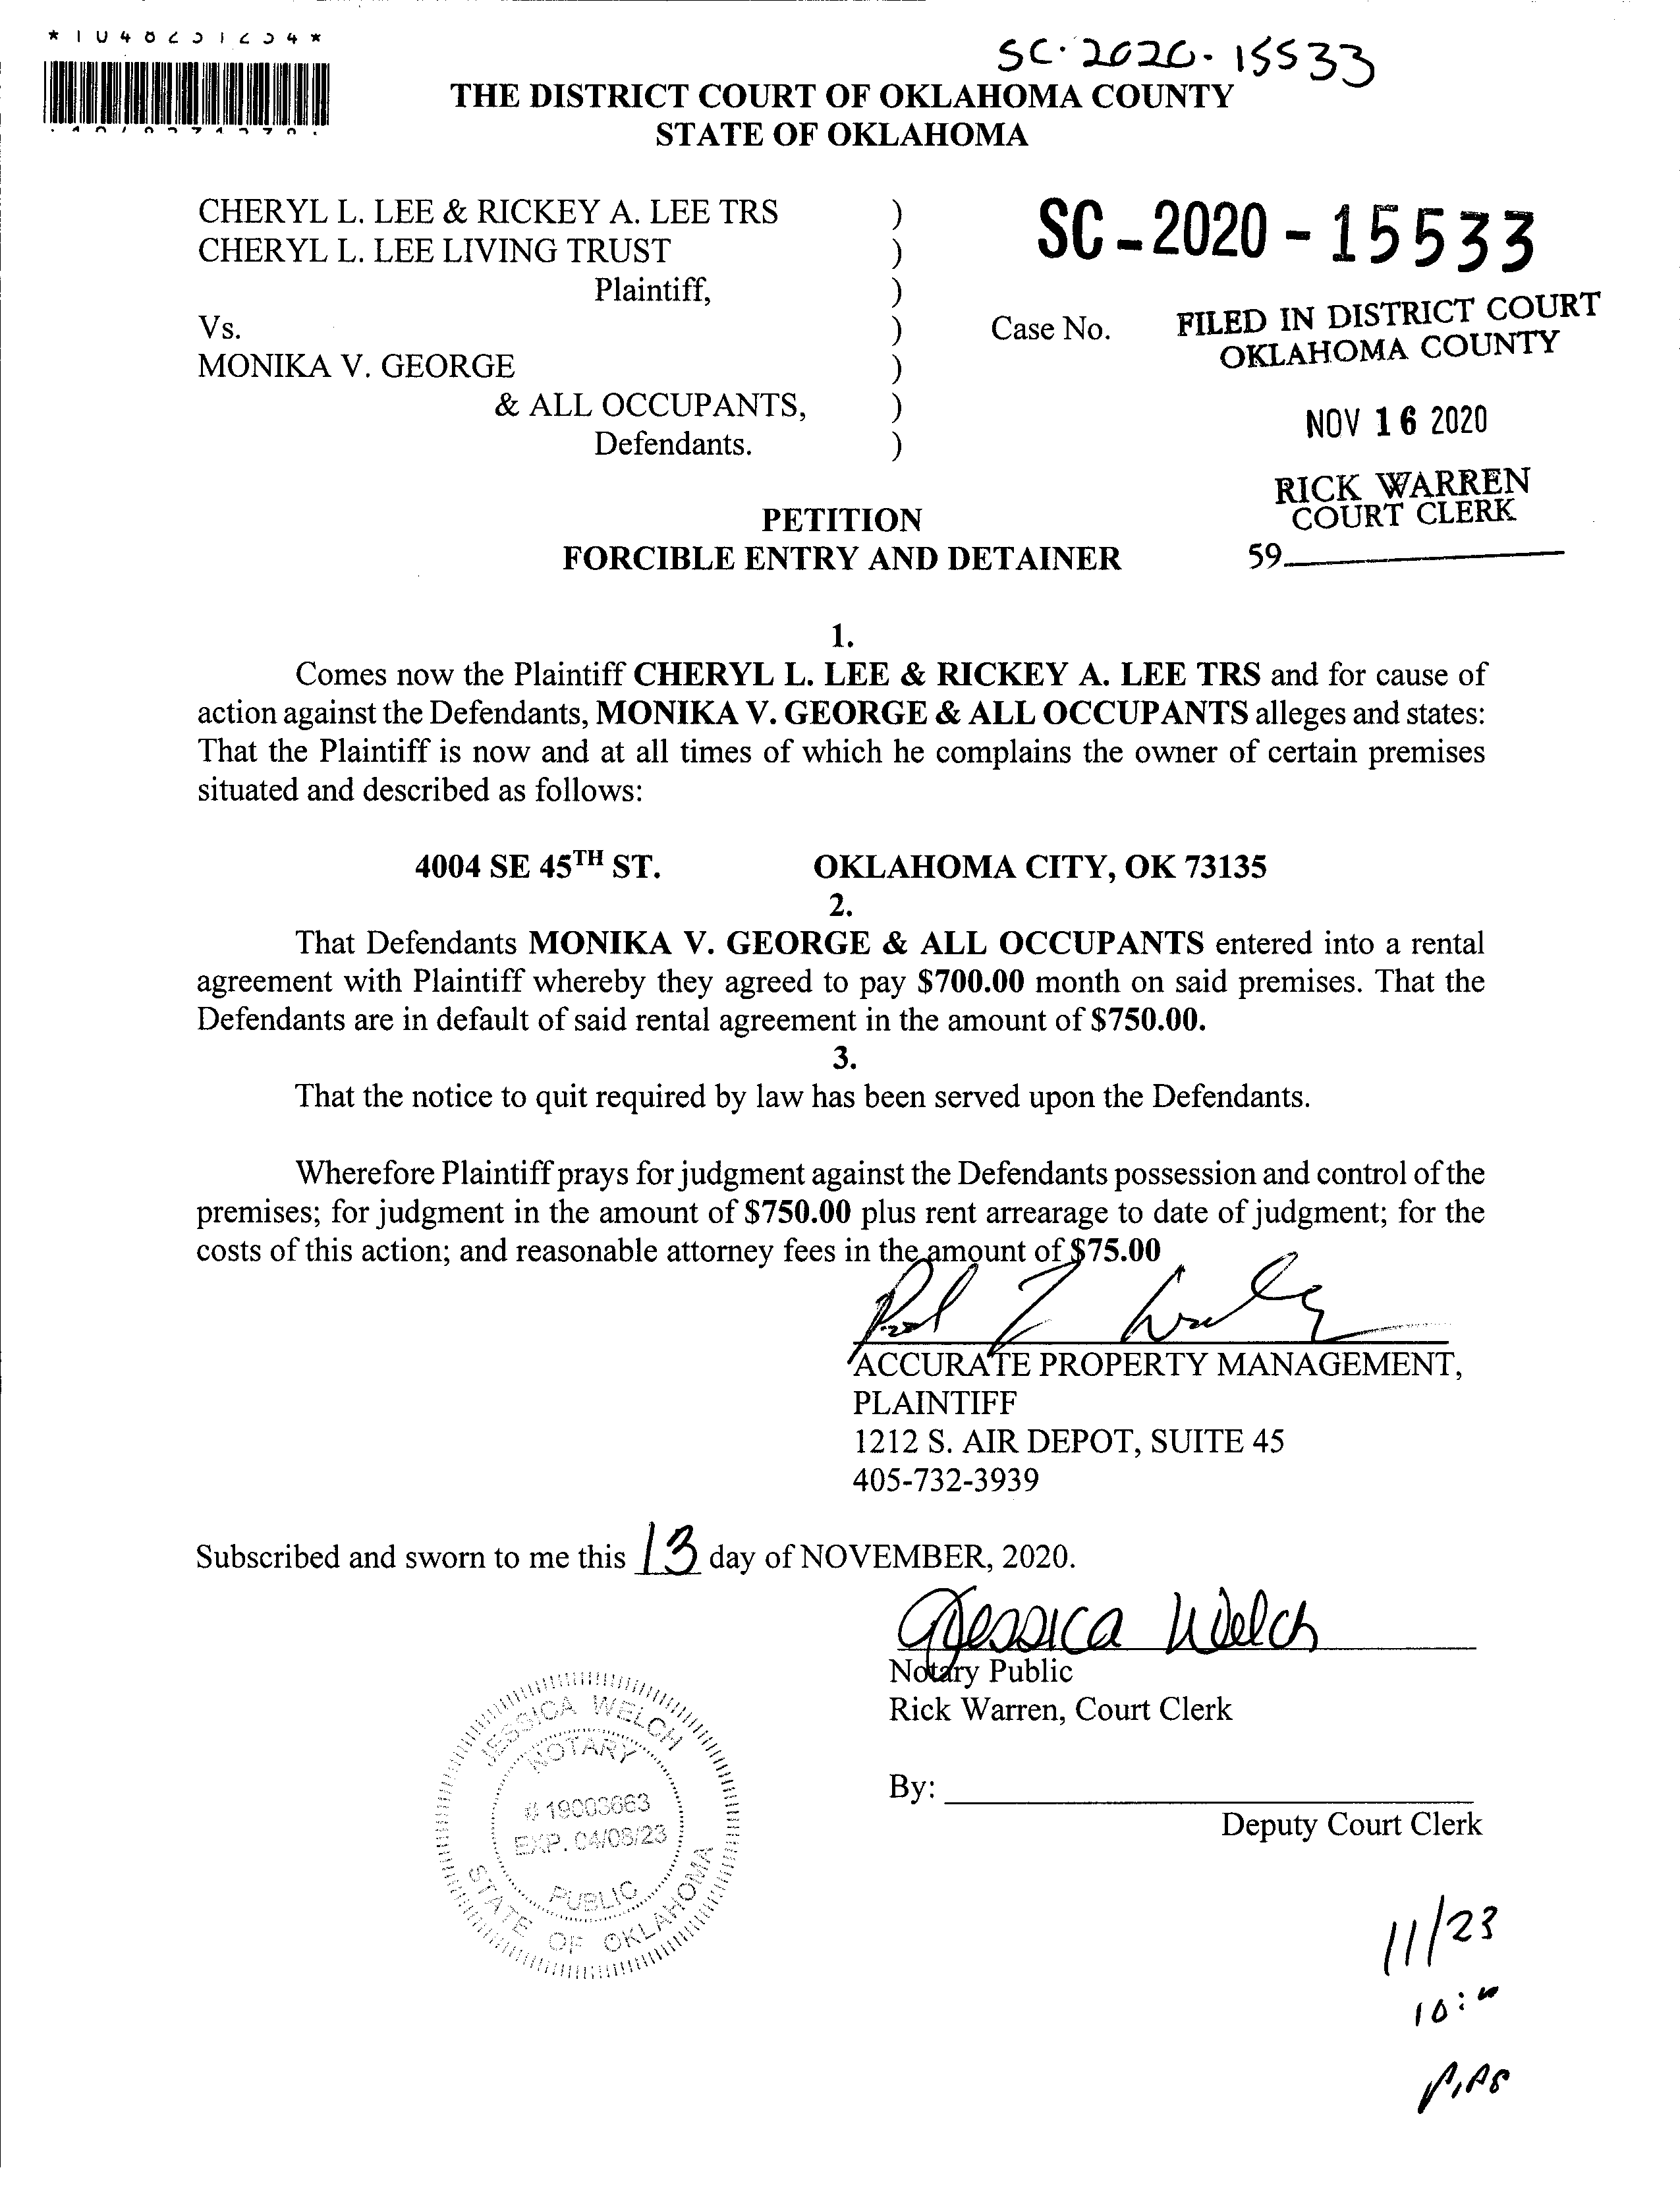 SC-2020-15533
THE DISTRICT COURT OF OKLAHOMA COUNTY
STATE OF OKLAHOMA
CHERYL L. LEE & RICKEY A. LEE TRS )
CHERYL L. LEE LIVING TRUST )
Plaintiff, )
Vs. )
MONIKA V. GEORGE )
& ALL OCCUPANTS, )
Defendants. )
SC-2020-15533
Case No.
FILED IN DISTRICT COURT
OKLAHOMA COUNTY
NOV 16 2020
RICK WARREN
COURT CLERK
59
PETITION
FORCIBLE ENTRY AND DETAINER
1.
Comes now the Plaintiff CHERYL L. LEE & RICKEY A. LEE TRS and for cause of
action against the Defendants, MONIKA V. GEORGE & ALL OCCUPANTS alleges and states:
That the Plaintiff is now and at all times of which he complains the owner of certain premises
situated and described as follows:
4004 SE 45TH ST. OKLAHOMA CITY, OK 73135
2.
That Defendants MONIKA V. GEORGE & ALL OCCUPANTS entered into a rental
agreement with Plaintiff whereby they agreed to pay $700.00 month on said premises. That the
Defendants are in default of said rental agreement in the amount of $750.00.
3.
That the notice to quit required by law has been served upon the Defendants.
Wherefore Plaintiff prays for judgment against the Defendants possession and control of the
premises; for judgment in the amount of $750.00 plus rent arrearage to date of judgment; for the
costs of this action; and reasonable attorney fees in the amount of $75.00
ACCURATE PROPERTY MANAGEMENT,
PLAINTIFF
1212 S. AIR DEPOT, SUITE 45
405-732-3939
Subscribed and sworn to me this 13 day of NOVEMBER, 2020.
Jessica Welch
Notary Public
Rick Warren, Court Clerk
By:
Deputy Court Clerk
JESSICA WELCH
NOTARY
# 19003663
PUBLIC
STATE OF OKLAHOMA
11/23